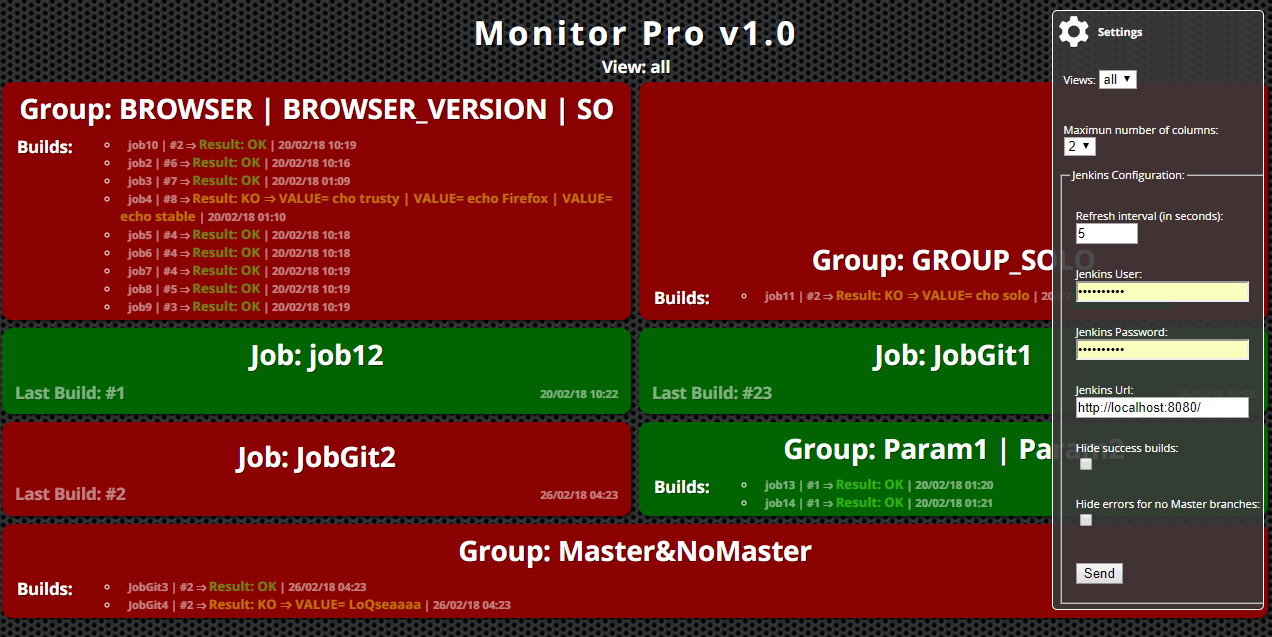 Monitor Pro v1.0
View: all
Settings
Views: all ▼
Maximun number of columns:
2 ▼
Jenkins Configuration:
Refresh interval (in seconds):
5
Jenkins User:
••••••••••
Jenkins Password:
••••••••••
Jenkins Url:
http://localhost:8080/
Hide success builds:
Hide errors for no Master branches:
Send
Group: BROWSER | BROWSER_VERSION | SO
Builds:
job10 | #2 ⇒ Result: OK | 20/02/18 10:19
job2 | #6 ⇒ Result: OK | 20/02/18 10:16
job3 | #7 ⇒ Result: OK | 20/02/18 01:09
job4 | #8 ⇒ Result: KO ⇒ VALUE= cho trusty | VALUE= echo Firefox | VALUE=
echo stable | 20/02/18 01:10
job5 | #4 ⇒ Result: OK | 20/02/18 10:18
job6 | #4 ⇒ Result: OK | 20/02/18 10:18
job7 | #4 ⇒ Result: OK | 20/02/18 10:19
job8 | #5 ⇒ Result: OK | 20/02/18 10:19
job9 | #3 ⇒ Result: OK | 20/02/18 10:19
Group: GROUP_SOLO
Builds:
job11 | #2 ⇒ Result: KO ⇒ VALUE= cho solo |
Job: job12
Last Build: #1
20/02/18 10:22
Job: JobGit1
Last Build: #23
Job: JobGit2
Last Build: #2
26/02/18 04:23
Group: Param1 | Param2
Builds:
job13 | #1 ⇒ Result: OK | 20/02/18 01:20
job14 | #1 ⇒ Result: OK | 20/02/18 01:21
Group: Master&NoMaster
Builds:
JobGit3 | #2 ⇒ Result: OK | 26/02/18 04:23
JobGit4 | #2 ⇒ Result: KO ⇒ VALUE= LoQseaaaa | 26/02/18 04:23